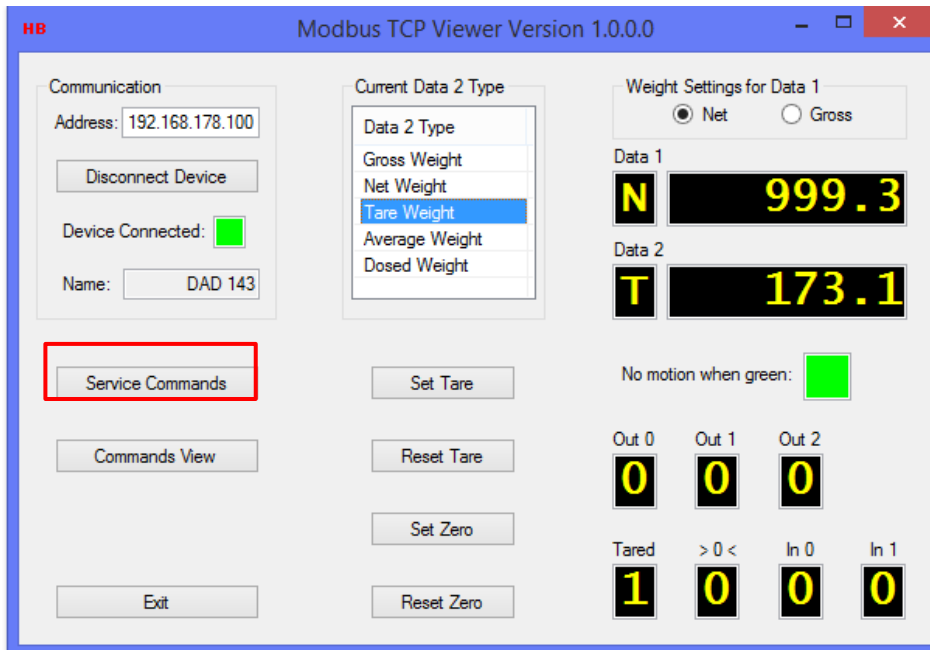 HB
Modbus TCP Viewer Version 1.0.0.0
Communication
Address: 192.168.178.100
Disconnect Device
Device Connected:
Name: DAD 143
Current Data 2 Type
Data 2 Type
Gross Weight
Net Weight
Tare Weight
Average Weight
Dosed Weight
Weight Settings for Data 1
Net Gross
Data 1
N 999.3
Data 2
T 173.1
Service Commands
Set Tare
No motion when green:
Commands View
Reset Tare
Out 0 Out 1 Out 2
0 0 0
Set Zero
Tared > 0 < In 0 In 1
1 0 0 0
Exit
Reset Zero